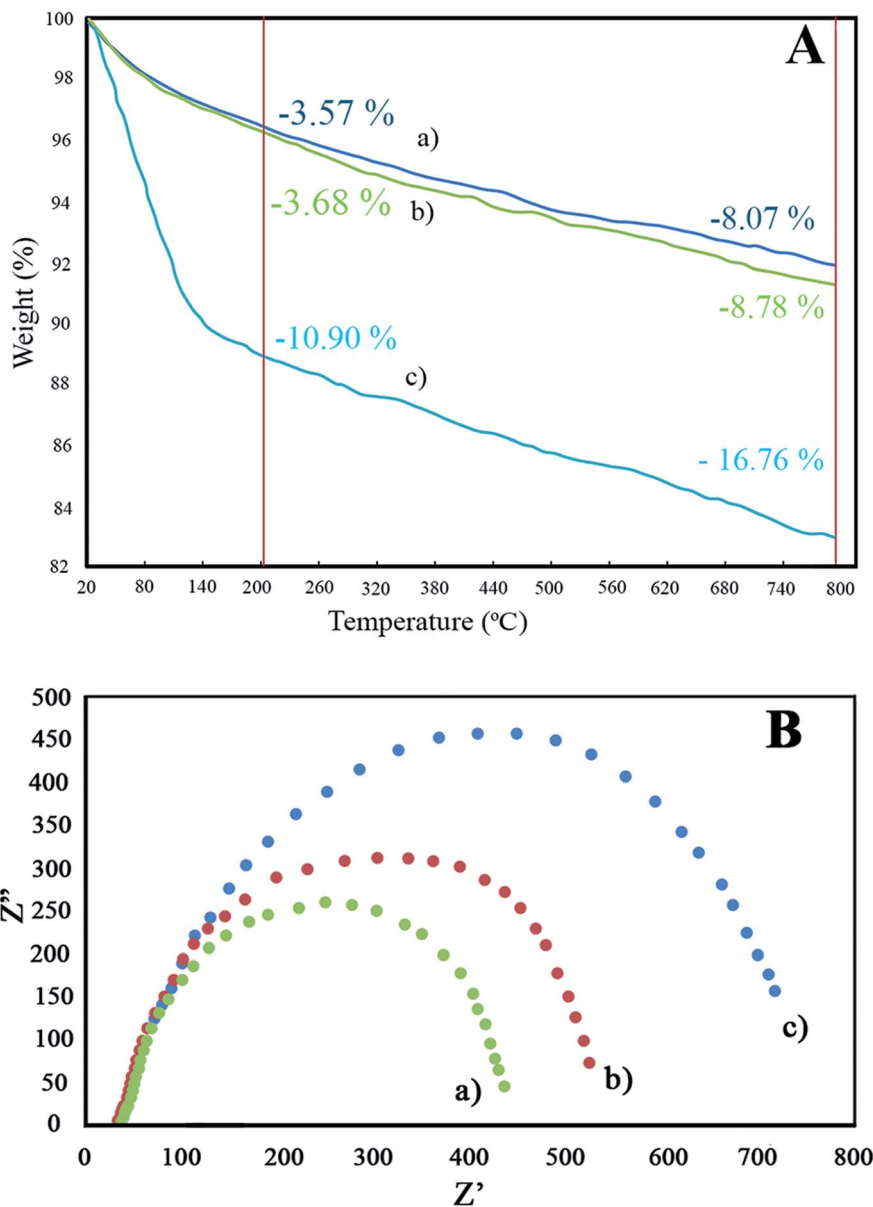 A
100
98
96
94
92
90
88
86
84
82
Weight (%)
-3.57 %
a)
-3.68 %
b)
-8.07 %
-8.78 %
-10.90 %
c)
- 16.76 %
20 80 140 200 260 320 380 440 500 560 620 680 740 800
Temperature (ºC)
B
500
450
400
350
300
250
200
150
100
50
0
Z”
a)
b)
c)
0 100 200 300 400 500 600 700 800
Z’